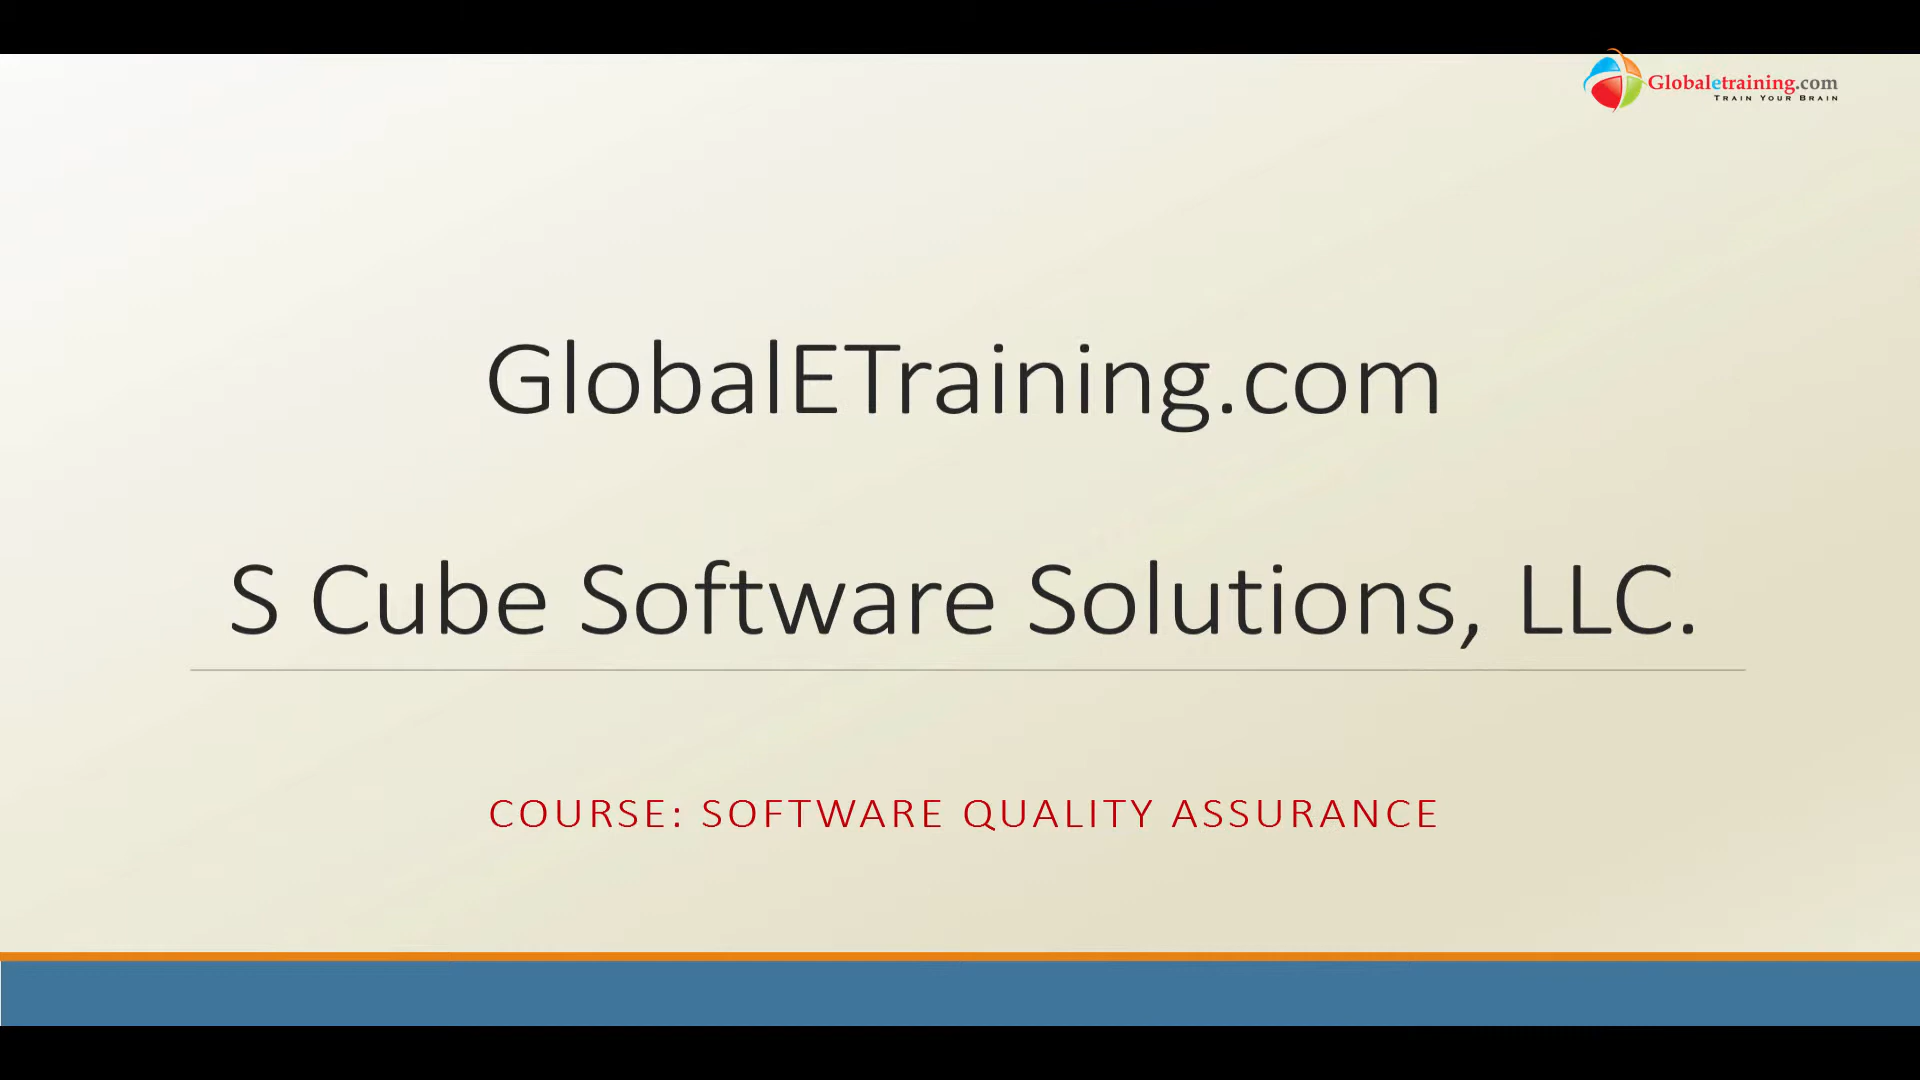 Globaletraining.com
TRAIN YOUR BRAIN
GlobalETraining.com
S Cube Software Solutions, LLC.
COURSE: SOFTWARE QUALITY ASSURANCE